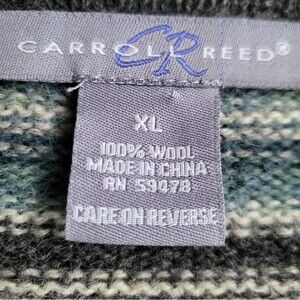 CARROLL REED®
CR
XL
100% WOOL
MADE IN CHINA
RN 59478
CARE ON REVERSE